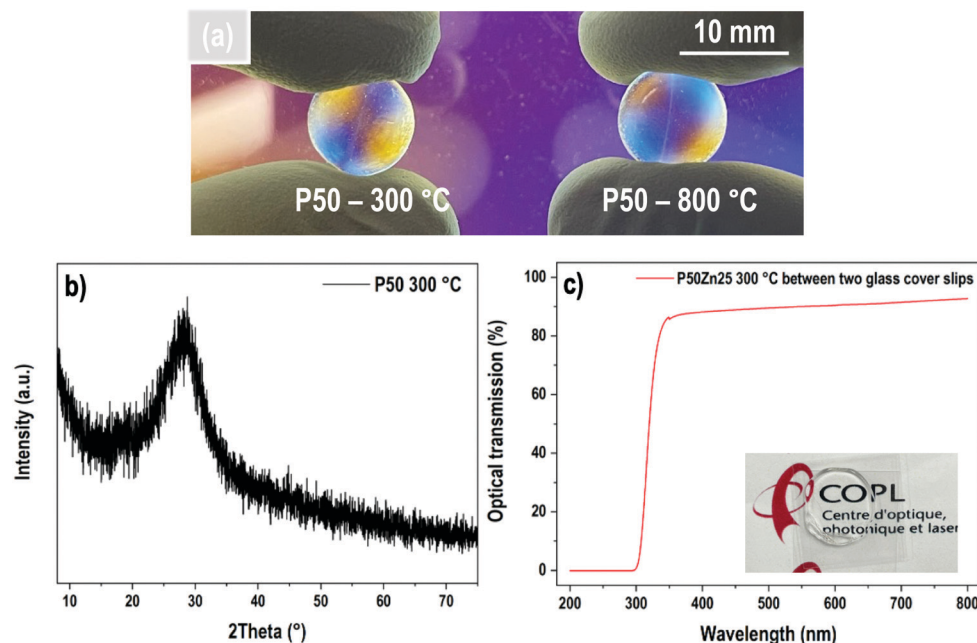 (a)
10 mm
P50 – 300 °C
P50 – 800 °C
b)
P50 300 °C
Intensity (a.u.)
10 20 30 40 50 60 70
2Theta (°)
c)
P50Zn25 300 °C between two glass cover slips
Optical transmission (%)
100
80
60
40
20
0
200 300 400 500 600 700 800
Wavelength (nm)
COPL
Centre d'optique,
photonique et laser